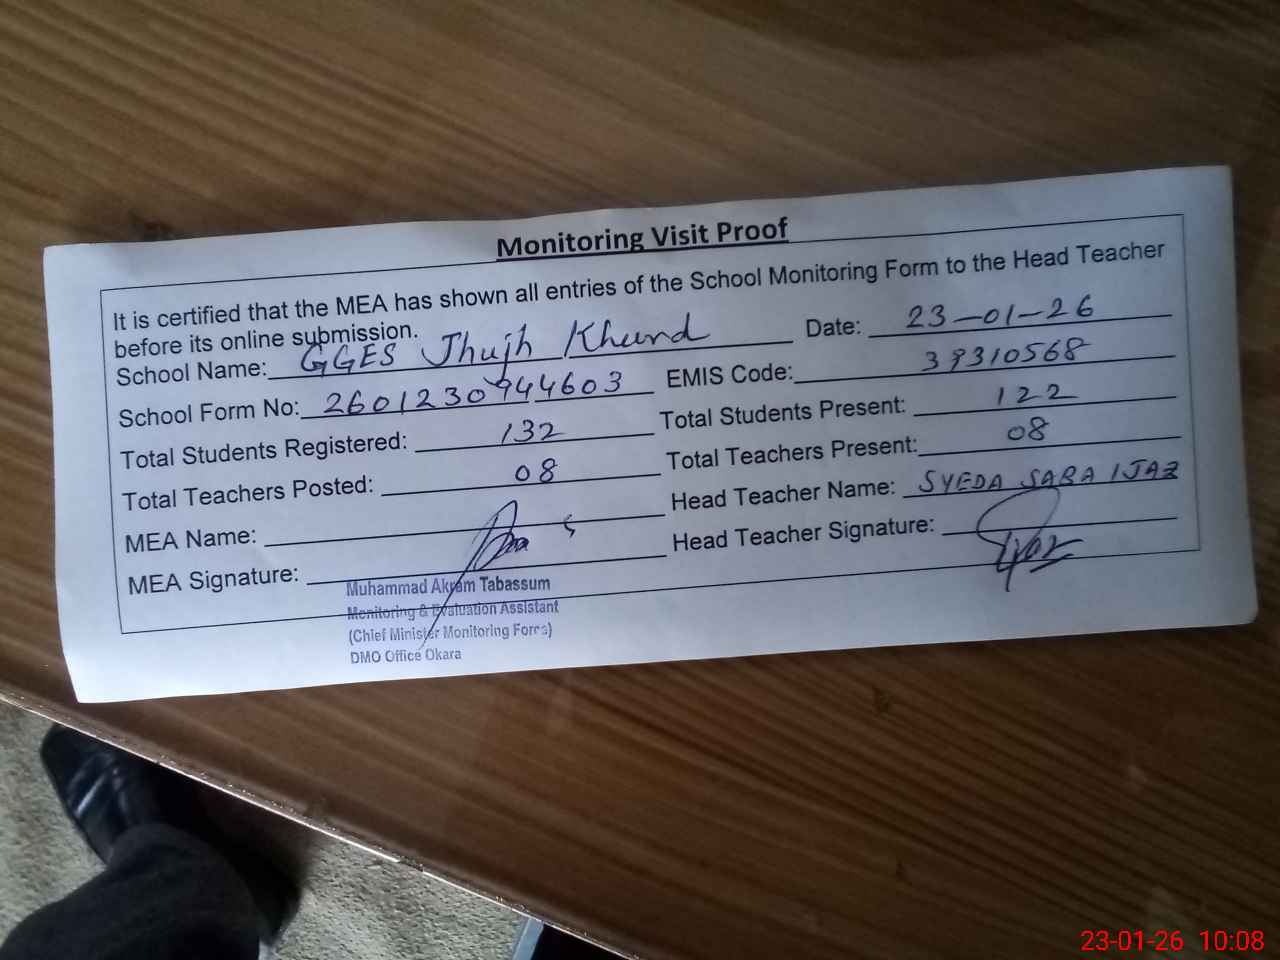 Monitoring Visit Proof
It is certified that the MEA has shown all entries of the School Monitoring Form to the Head Teacher
before its online submission.
School Name: GGES Jhujh Khurd Date: 23-01-26
School Form No: 2601230944603 EMIS Code: 39310568
Total Students Registered: 132 Total Students Present: 122
Total Teachers Posted: 08 Total Teachers Present: 08
MEA Name: Head Teacher Name: SYEDA SARA IJAZ
MEA Signature: Head Teacher Signature:
Muhammad Akram Tabassum
Monitoring & Evaluation Assistant
(Chief Minister Monitoring Force)
DMO Office Okara
23-01-26 10:08